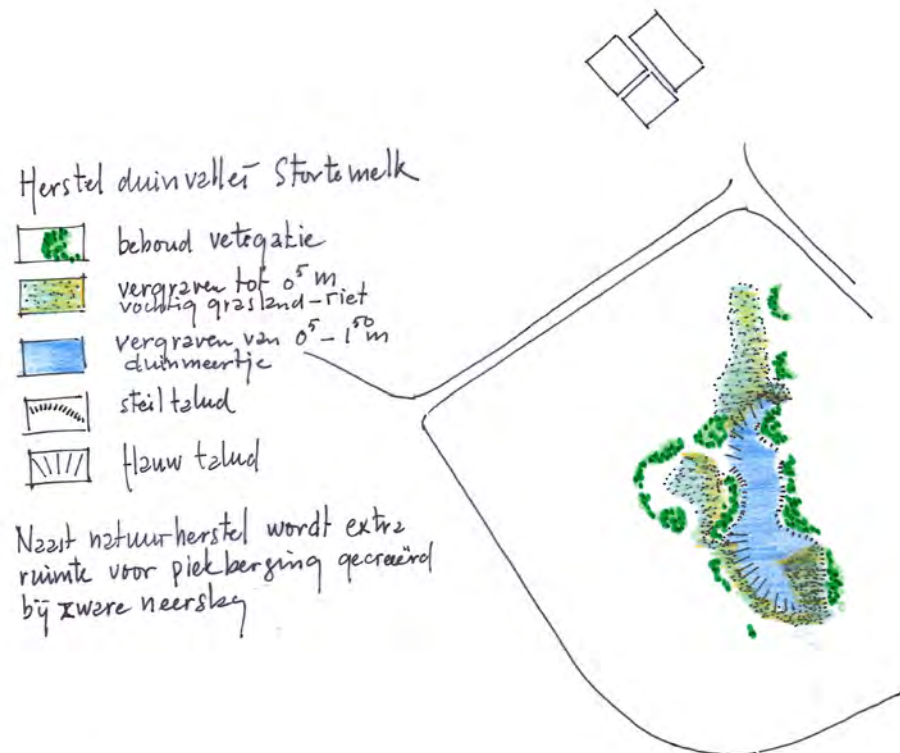 Herstel duinvallei Stortemelk
behoud vetegatie
vergraven tot 0⁵ m
vochtig grasland-riet
vergraven van 0⁵ - 1⁵⁰ m
duinmeertje
steil talud
flauw talud
Naast natuurherstel wordt extra
ruimte voor piekberging gecreëerd
bij zware neerslag